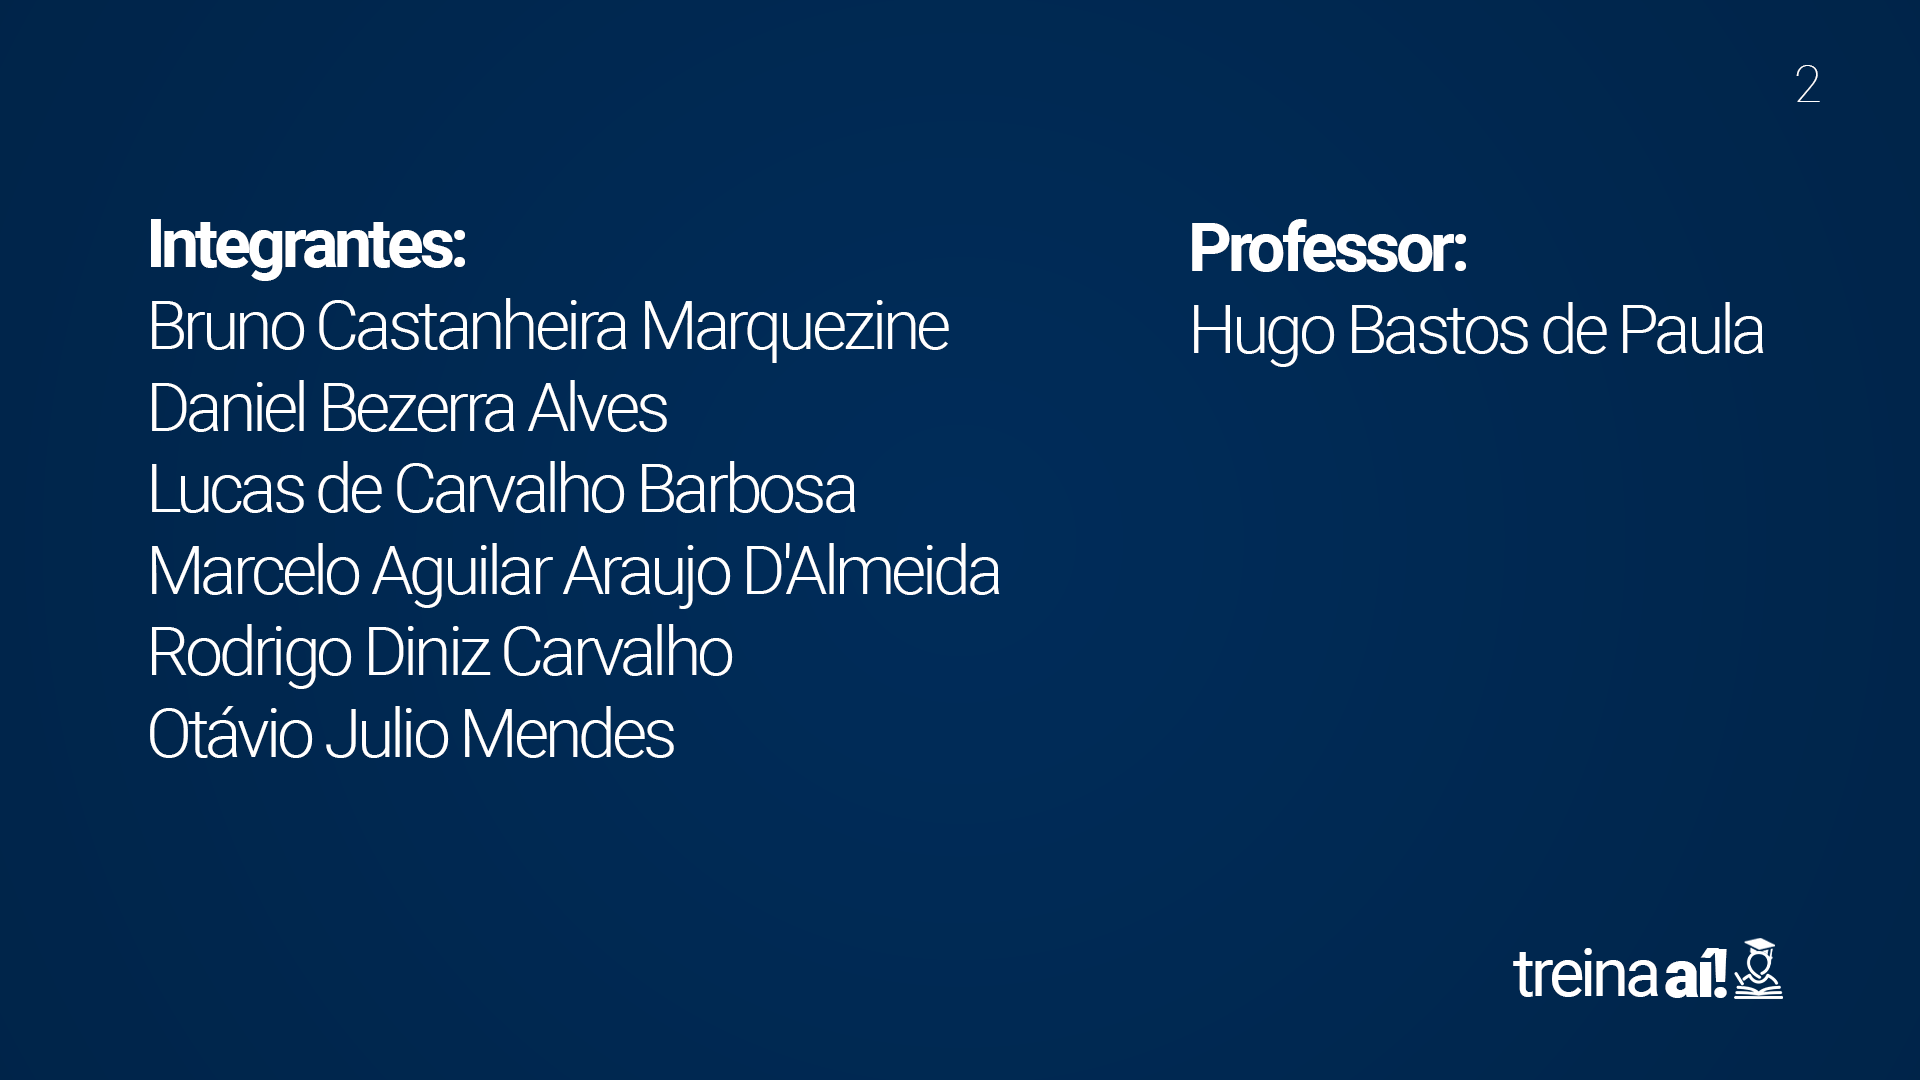 2
Integrantes:
Bruno Castanheira Marquezine
Daniel Bezerra Alves
Lucas de Carvalho Barbosa
Marcelo Aguilar Araujo D'Almeida
Rodrigo Diniz Carvalho
Otávio Julio Mendes
Professor:
Hugo Bastos de Paula
treina aí!